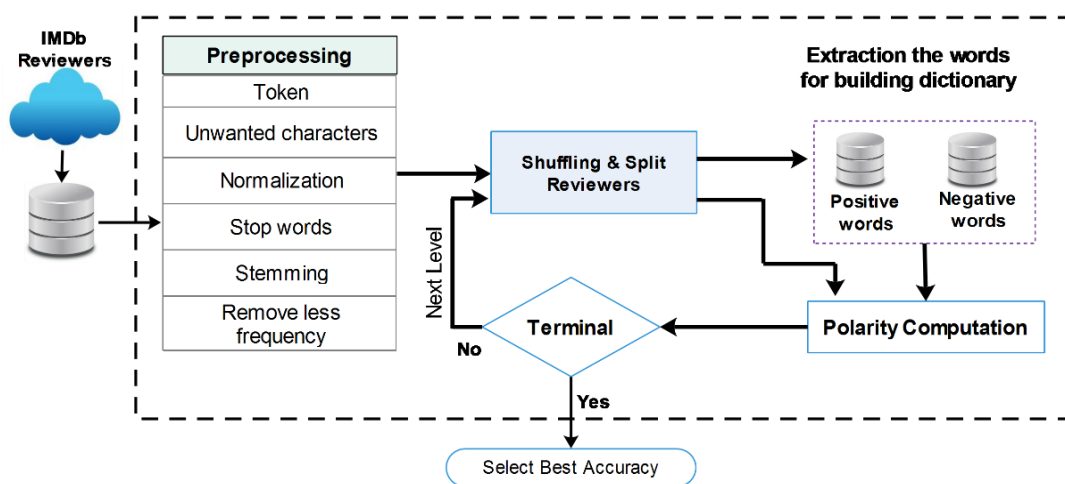 IMDb
Reviewers
Preprocessing
Token
Unwanted characters
Normalization
Stop words
Stemming
Remove less
frequency
Shuffling & Split
Reviewers
Extraction the words
for building dictionary
Positive
words
Negative
words
Polarity Computation
Terminal
Next Level
No
Yes
Select Best Accuracy